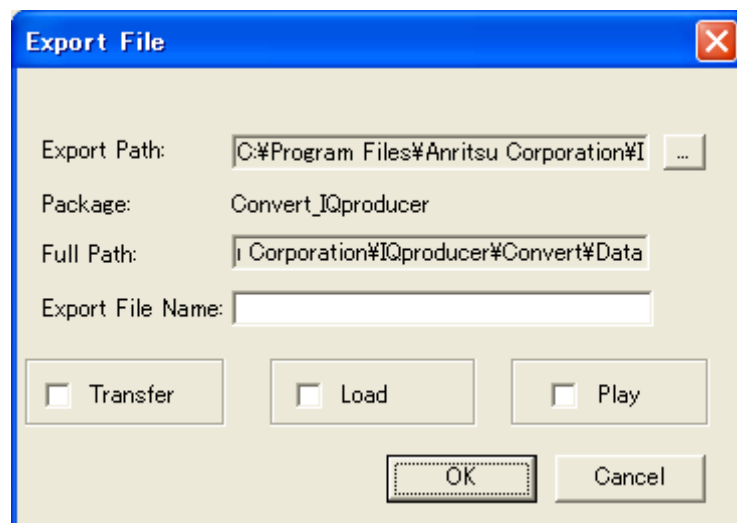 Export File
Export Path: C:¥Program Files¥Anritsu Corporation¥I ...
Package: Convert_IQproducer
Full Path: Corporation¥IQproducer¥Convert¥Data
Export File Name:
Transfer Load Play
OK Cancel